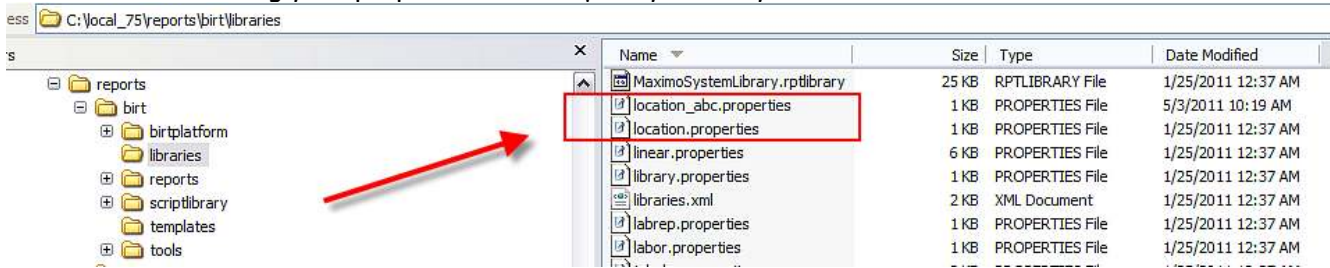 ess C:\local_75\reports\birt\libraries
rs × Name Size Type Date Modified
reports MaximoSystemLibrary.rptlibrary 25 KB RPTLIBRARY File 1/25/2011 12:37 AM
birt location_abc.properties 1 KB PROPERTIES File 5/3/2011 10:19 AM
birtplatform location.properties 1 KB PROPERTIES File 1/25/2011 12:37 AM
libraries linear.properties 6 KB PROPERTIES File 1/25/2011 12:37 AM
reports library.properties 1 KB PROPERTIES File 1/25/2011 12:37 AM
scriptlibrary libraries.xml 2 KB XML Document 1/25/2011 12:37 AM
templates labrep.properties 1 KB PROPERTIES File 1/25/2011 12:37 AM
tools labor.properties 1 KB PROPERTIES File 1/25/2011 12:37 AM